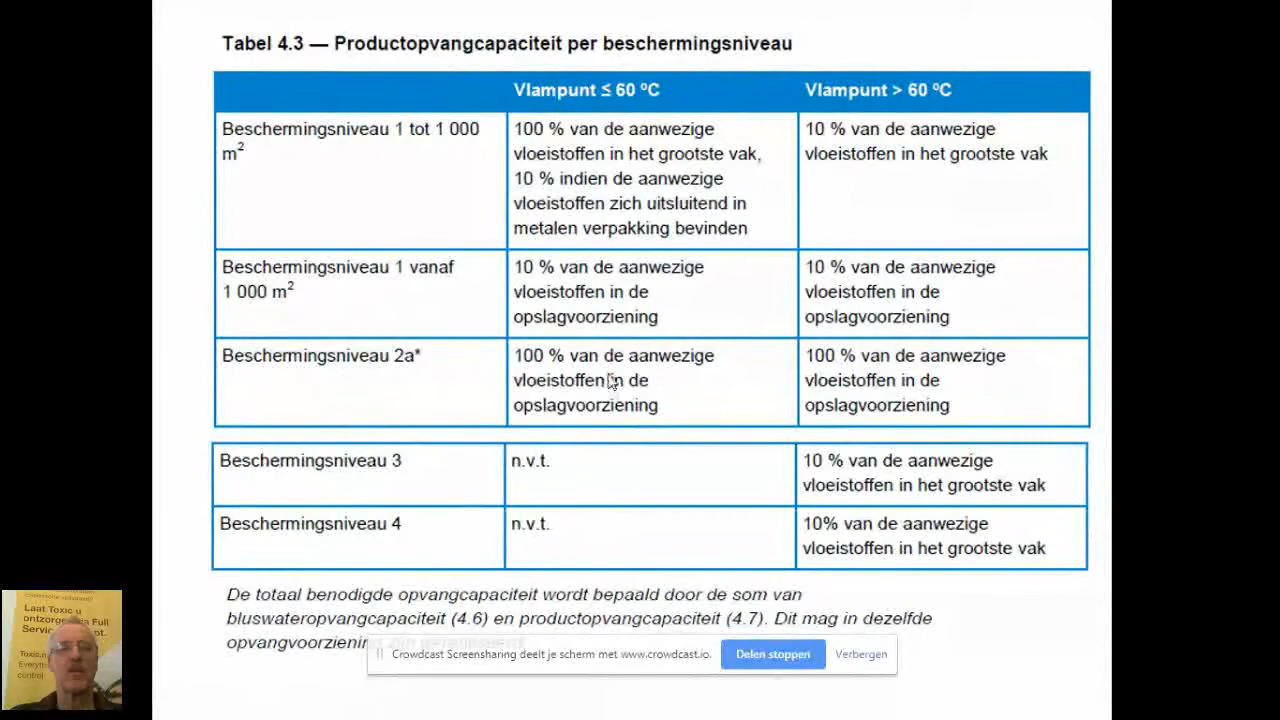 Tabel 4.3 — Productopvangcapaciteit per beschermingsniveau
Vlampunt ≤ 60 ºC
Vlampunt > 60 ºC
Beschermingsniveau 1 tot 1 000
m²
100 % van de aanwezige
vloeistoffen in het grootste vak,
10 % indien de aanwezige
vloeistoffen zich uitsluitend in
metalen verpakking bevinden
10 % van de aanwezige
vloeistoffen in het grootste vak
Beschermingsniveau 1 vanaf
1 000 m²
10 % van de aanwezige
vloeistoffen in de
opslagvoorziening
10 % van de aanwezige
vloeistoffen in de
opslagvoorziening
Beschermingsniveau 2a*
100 % van de aanwezige
vloeistoffen in de
opslagvoorziening
100 % van de aanwezige
vloeistoffen in de
opslagvoorziening
Beschermingsniveau 3
n.v.t.
10 % van de aanwezige
vloeistoffen in het grootste vak
Beschermingsniveau 4
n.v.t.
10% van de aanwezige
vloeistoffen in het grootste vak
De totaal benodigde opvangcapaciteit wordt bepaald door de som van
bluswateropvangcapaciteit (4.6) en productopvangcapaciteit (4.7). Dit mag in dezelfde
Crowdcast Screensharing deelt je scherm met www.crowdcast.io.
Delen stoppen
Verbergen
Laat Toxic u